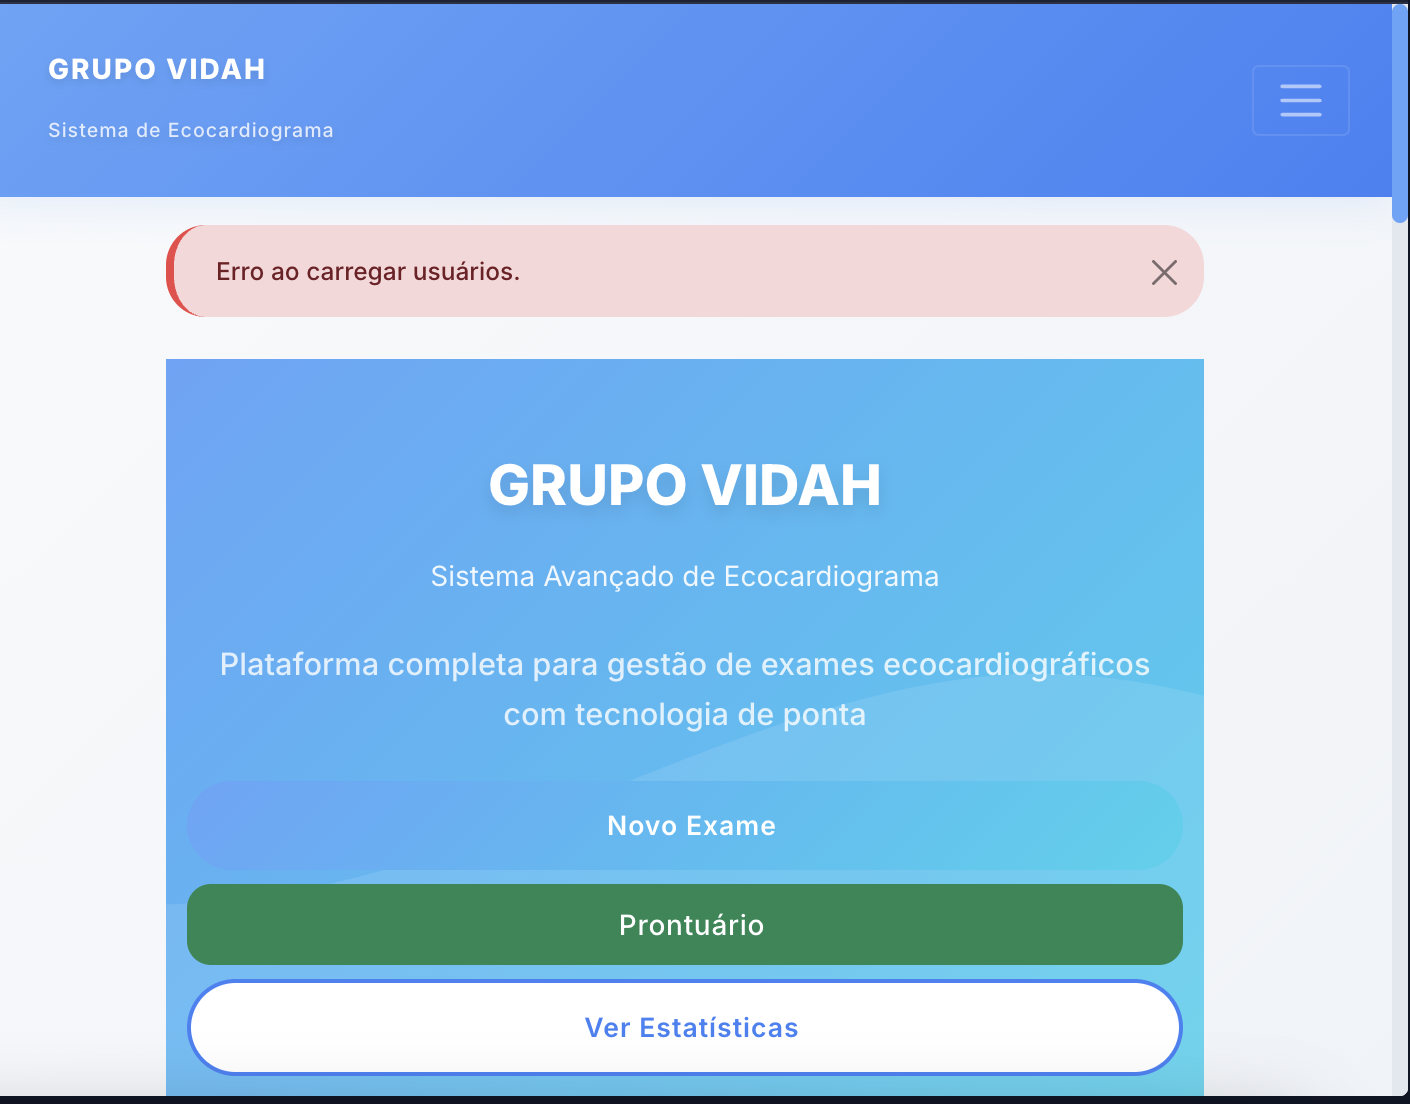 GRUPO VIDAH
Sistema de Ecocardiograma
Erro ao carregar usuários.
GRUPO VIDAH
Sistema Avançado de Ecocardiograma
Plataforma completa para gestão de exames ecocardiográficos
com tecnologia de ponta
Novo Exame
Prontuário
Ver Estatísticas